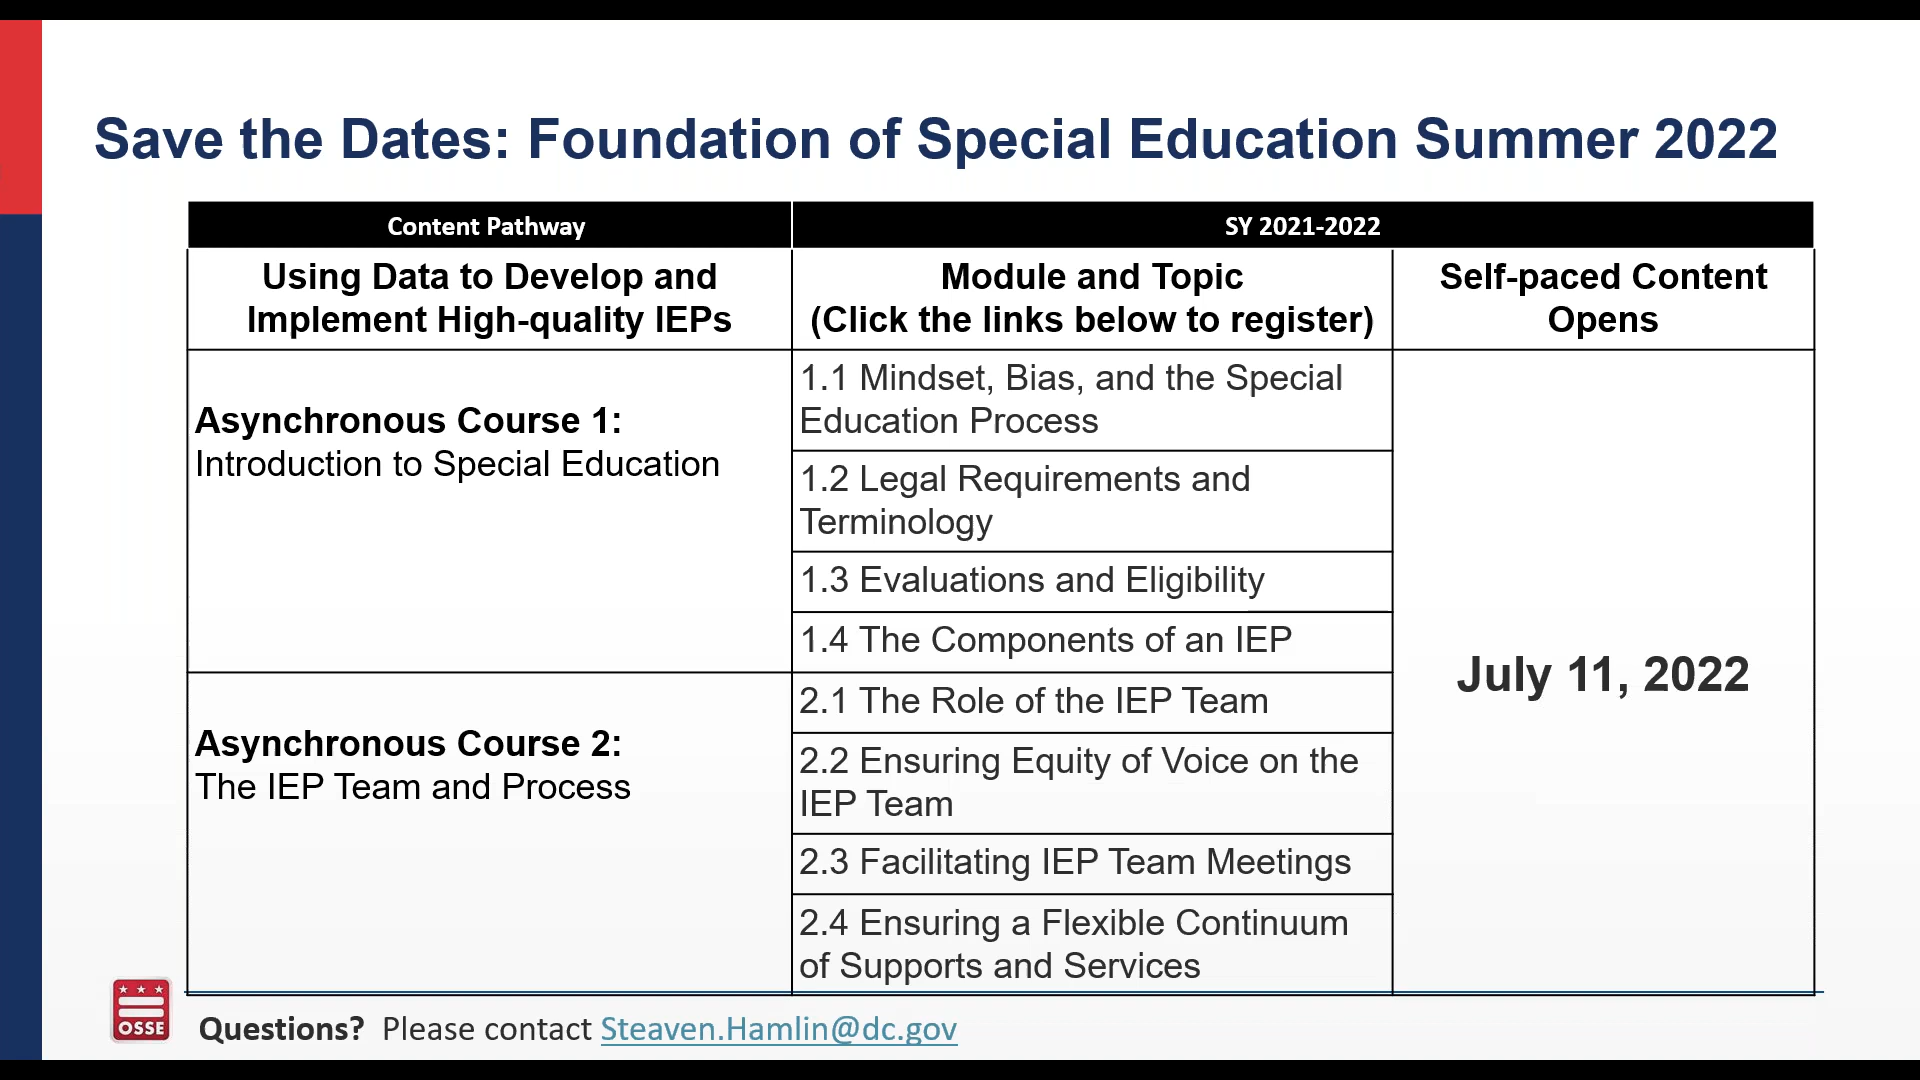 Save the Dates: Foundation of Special Education Summer 2022
Content Pathway
SY 2021-2022
Using Data to Develop and
Implement High-quality IEPs
Module and Topic
(Click the links below to register)
Self-paced Content
Opens
Asynchronous Course 1:
Introduction to Special Education
1.1 Mindset, Bias, and the Special
Education Process
1.2 Legal Requirements and
Terminology
1.3 Evaluations and Eligibility
1.4 The Components of an IEP
July 11, 2022
Asynchronous Course 2:
The IEP Team and Process
2.1 The Role of the IEP Team
2.2 Ensuring Equity of Voice on the
IEP Team
2.3 Facilitating IEP Team Meetings
2.4 Ensuring a Flexible Continuum
of Supports and Services
OSSE
Questions? Please contact Steaven.Hamlin@dc.gov